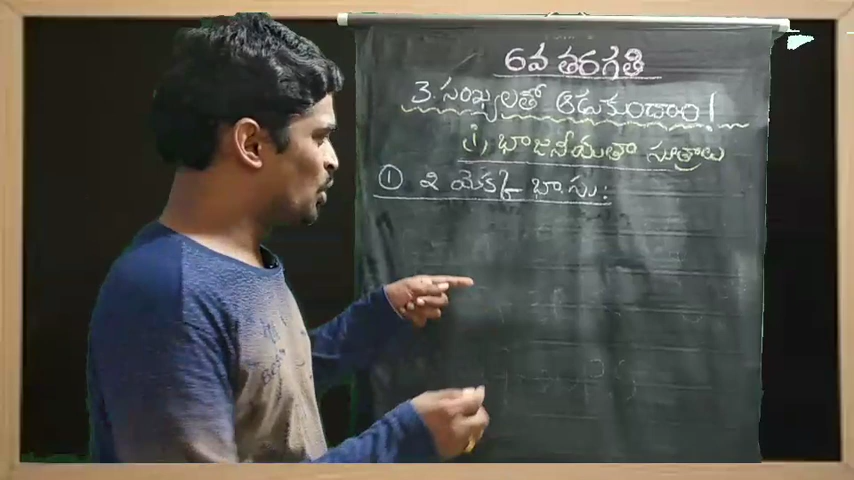 6వ తరగతి
3. సంఖ్యలతో ఆడుకుందాం!
i, భాజనీయతా సూత్రాలు
① 2 యొక్క భా.సు: